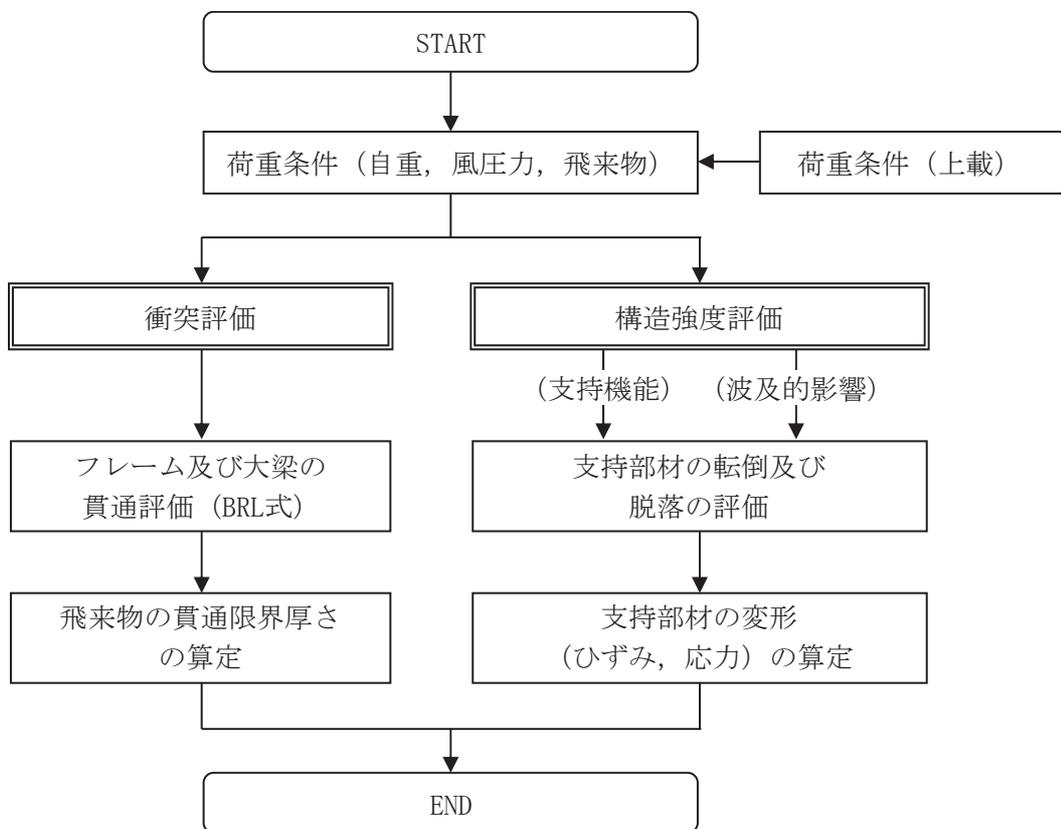 START
荷重条件（自重，風圧力，飛来物）
荷重条件（上載）
衝突評価
構造強度評価
（支持機能）
（波及的影響）
フレーム及び大梁の
貫通評価（BRL式）
支持部材の転倒及び
脱落の評価
飛来物の貫通限界厚さ
の算定
支持部材の変形
（ひずみ，応力）の算定
END